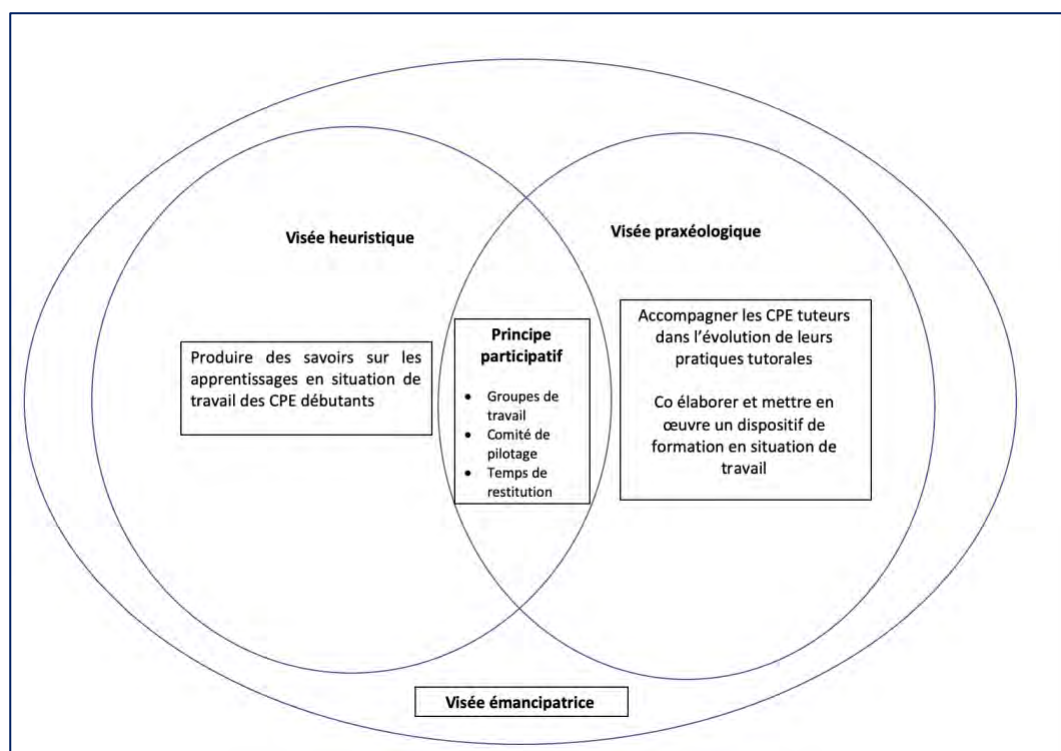 Visée heuristique
Visée praxéologique
Produire des savoirs sur les
apprentissages en situation de
travail des CPE débutants
Principe
participatif
• Groupes de
travail
• Comité de
pilotage
• Temps de
restitution
Accompagner les CPE tuteurs
dans l'évolution de leurs
pratiques tutorales
Co élaborer et mettre en
œuvre un dispositif de
formation en situation de
travail
Visée émancipatrice